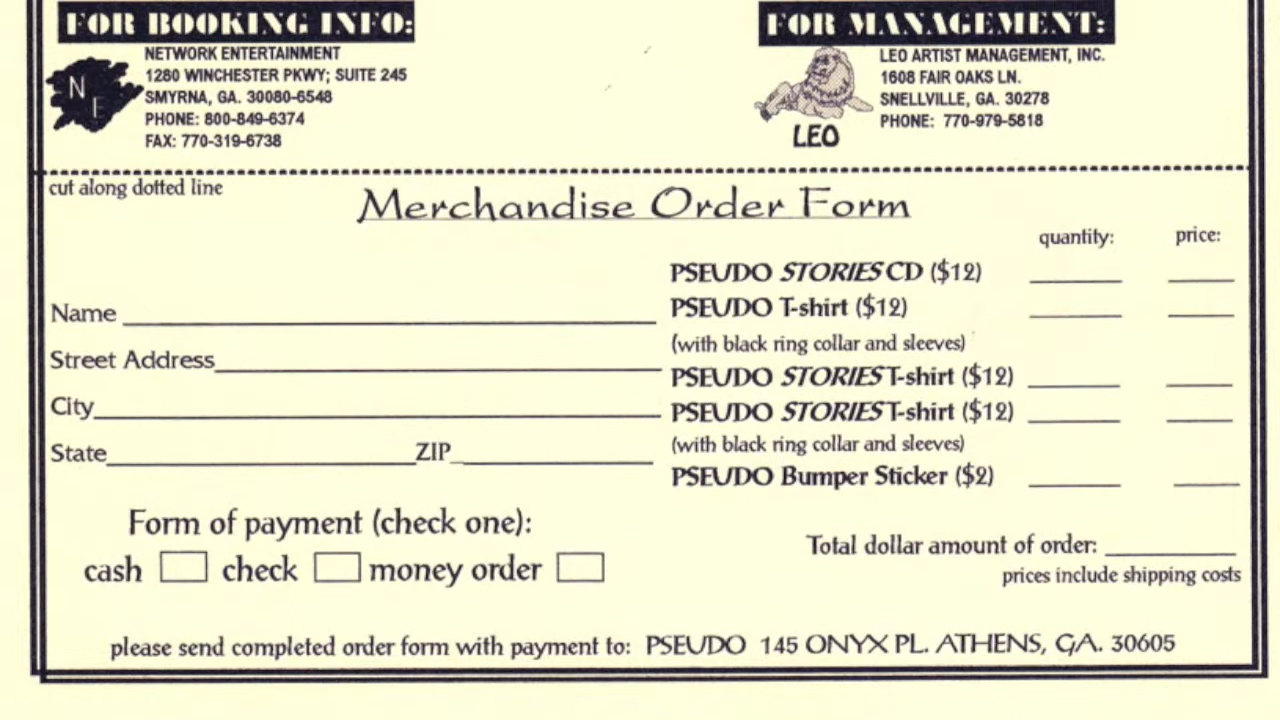 FOR BOOKING INFO:
NETWORK ENTERTAINMENT
1280 WINCHESTER PKWY; SUITE 245
SMYRNA, GA. 30080-6548
PHONE: 800-849-6374
FAX: 770-319-6738
N
E
FOR MANAGEMENT:
LEO ARTIST MANAGEMENT, INC.
1608 FAIR OAKS LN.
SNELLVILLE, GA. 30278
PHONE: 770-979-5818
LEO
cut along dotted line
Merchandise Order Form
quantity: price:
PSEUDO STORIES CD ($12)
PSEUDO T-shirt ($12)
(with black ring collar and sleeves)
PSEUDO STORIES T-shirt ($12)
PSEUDO STORIES T-shirt ($12)
(with black ring collar and sleeves)
PSEUDO Bumper Sticker ($2)
Name
Street Address
City
State ZIP
Form of payment (check one):
cash check money order
Total dollar amount of order:
prices include shipping costs
please send completed order form with payment to: PSEUDO 145 ONYX PL. ATHENS, GA. 30605